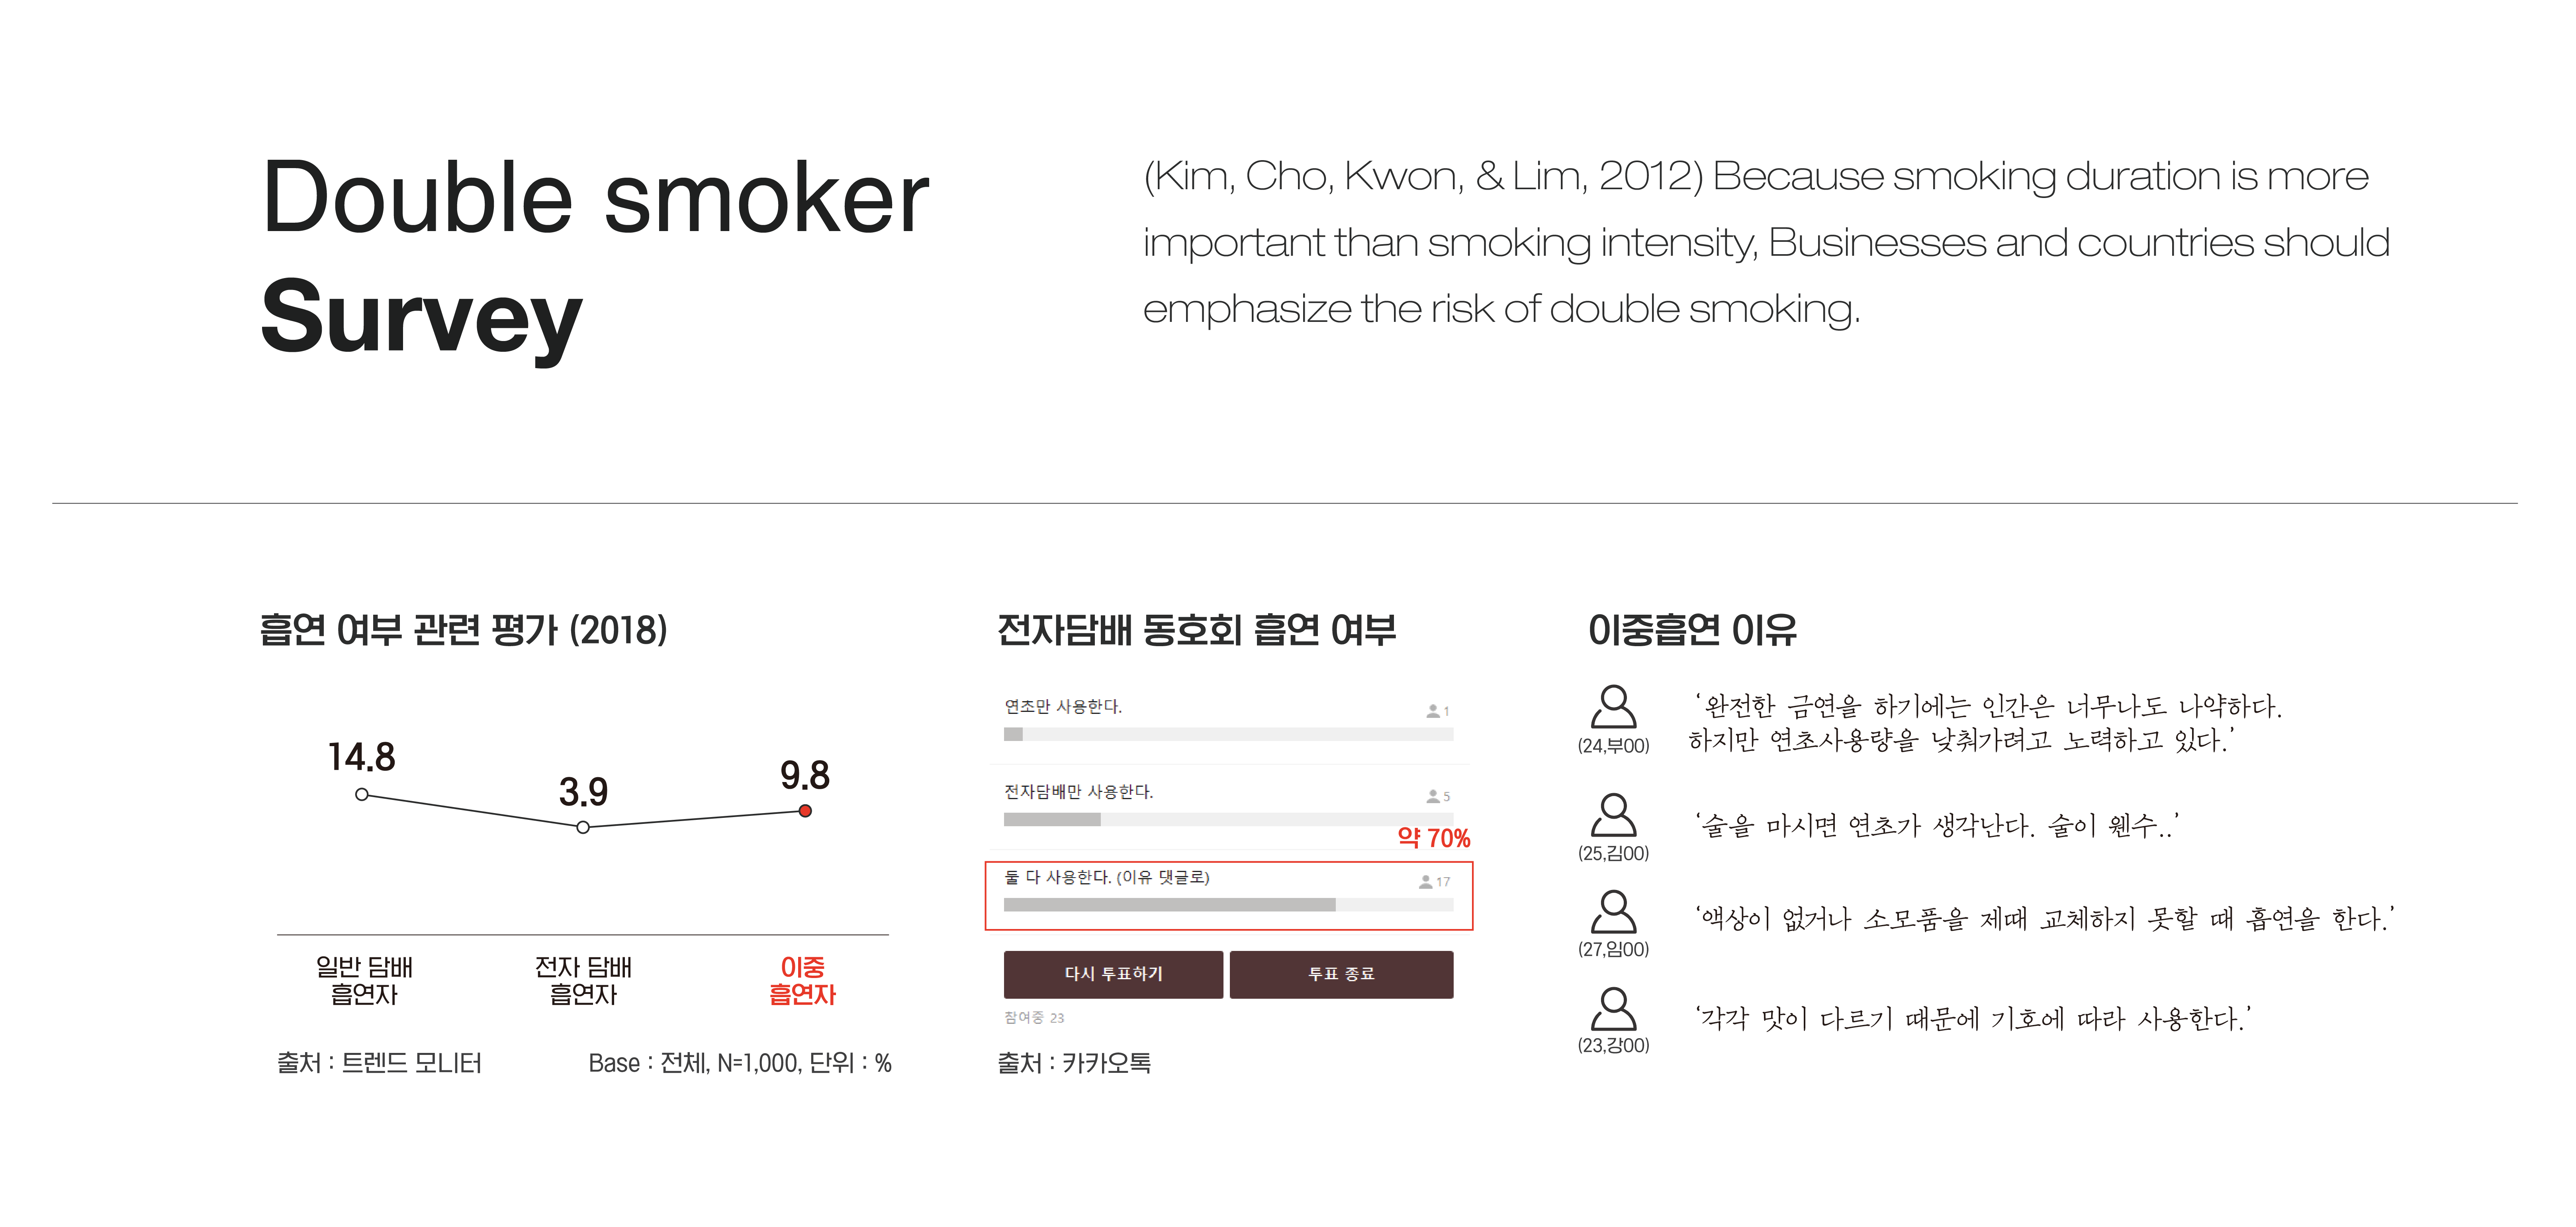 Double smoker
Survey
(Kim, Cho, Kwon, & Lim, 2012) Because smoking duration is more
important than smoking intensity, Businesses and countries should
emphasize the risk of double smoking.
흡연 여부 관련 평가 (2018)
14.8
3.9
9.8
일반 담배
흡연자
전자 담배
흡연자
이중
흡연자
출처 : 트렌드 모니터
Base : 전체, N=1,000, 단위 : %
전자담배 동호회 흡연 여부
연초만 사용한다.
1
전자담배만 사용한다.
5
약 70%
둘 다 사용한다. (이유 댓글로)
17
다시 투표하기
투표 종료
참여중 23
출처 : 카카오톡
이중흡연 이유
(24,부00)
‘완전한 금연을 하기에는 인간은 너무나도 나약하다.
하지만 연초사용량을 낮춰가려고 노력하고 있다.’
(25,김00)
‘술을 마시면 연초가 생각난다. 술이 웬수..’
(27,임00)
‘액상이 없거나 소모품을 제때 교체하지 못할 때 흡연을 한다.’
(23,강00)
‘각각 맛이 다르기 때문에 기호에 따라 사용한다.’